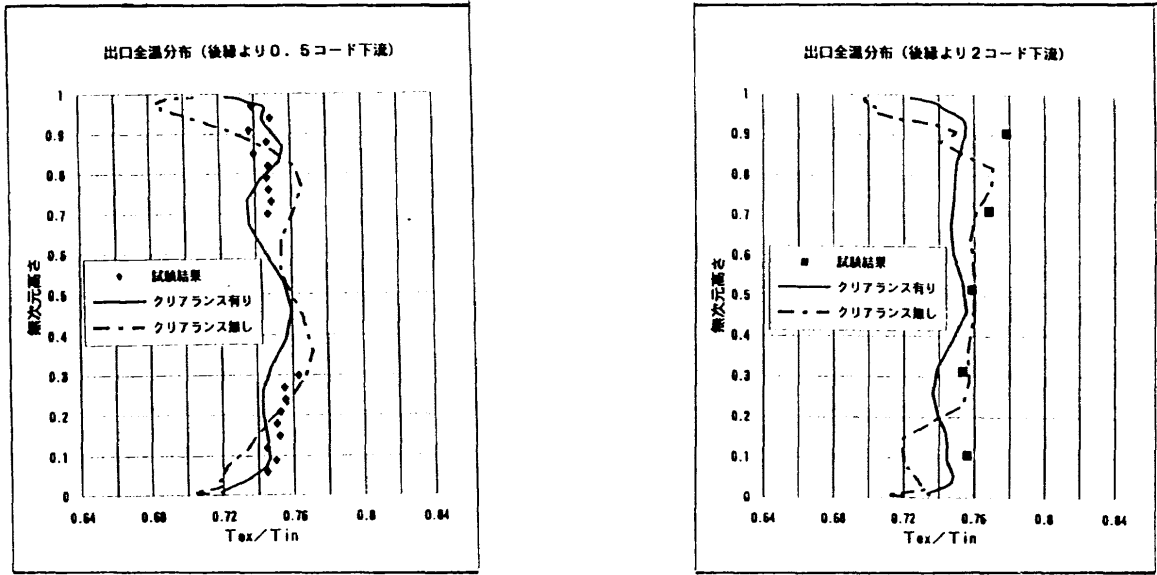 出口全温分布（後縁より０．５コード下流）
1
0.9
0.8
0.7
0.6
0.5
0.4
0.3
0.2
0.1
0
無次元高さ
試験結果
クリアランス有り
クリアランス無し
0.64
0.68
0.72
0.76
0.8
0.84
Ｔex／Ｔin
出口全温分布（後縁より２コード下流）
1
0.9
0.8
0.7
0.6
0.5
0.4
0.3
0.2
0.1
0
無次元高さ
試験結果
クリアランス有り
クリアランス無し
0.64
0.68
0.72
0.76
0.8
0.84
Ｔex／Ｔin